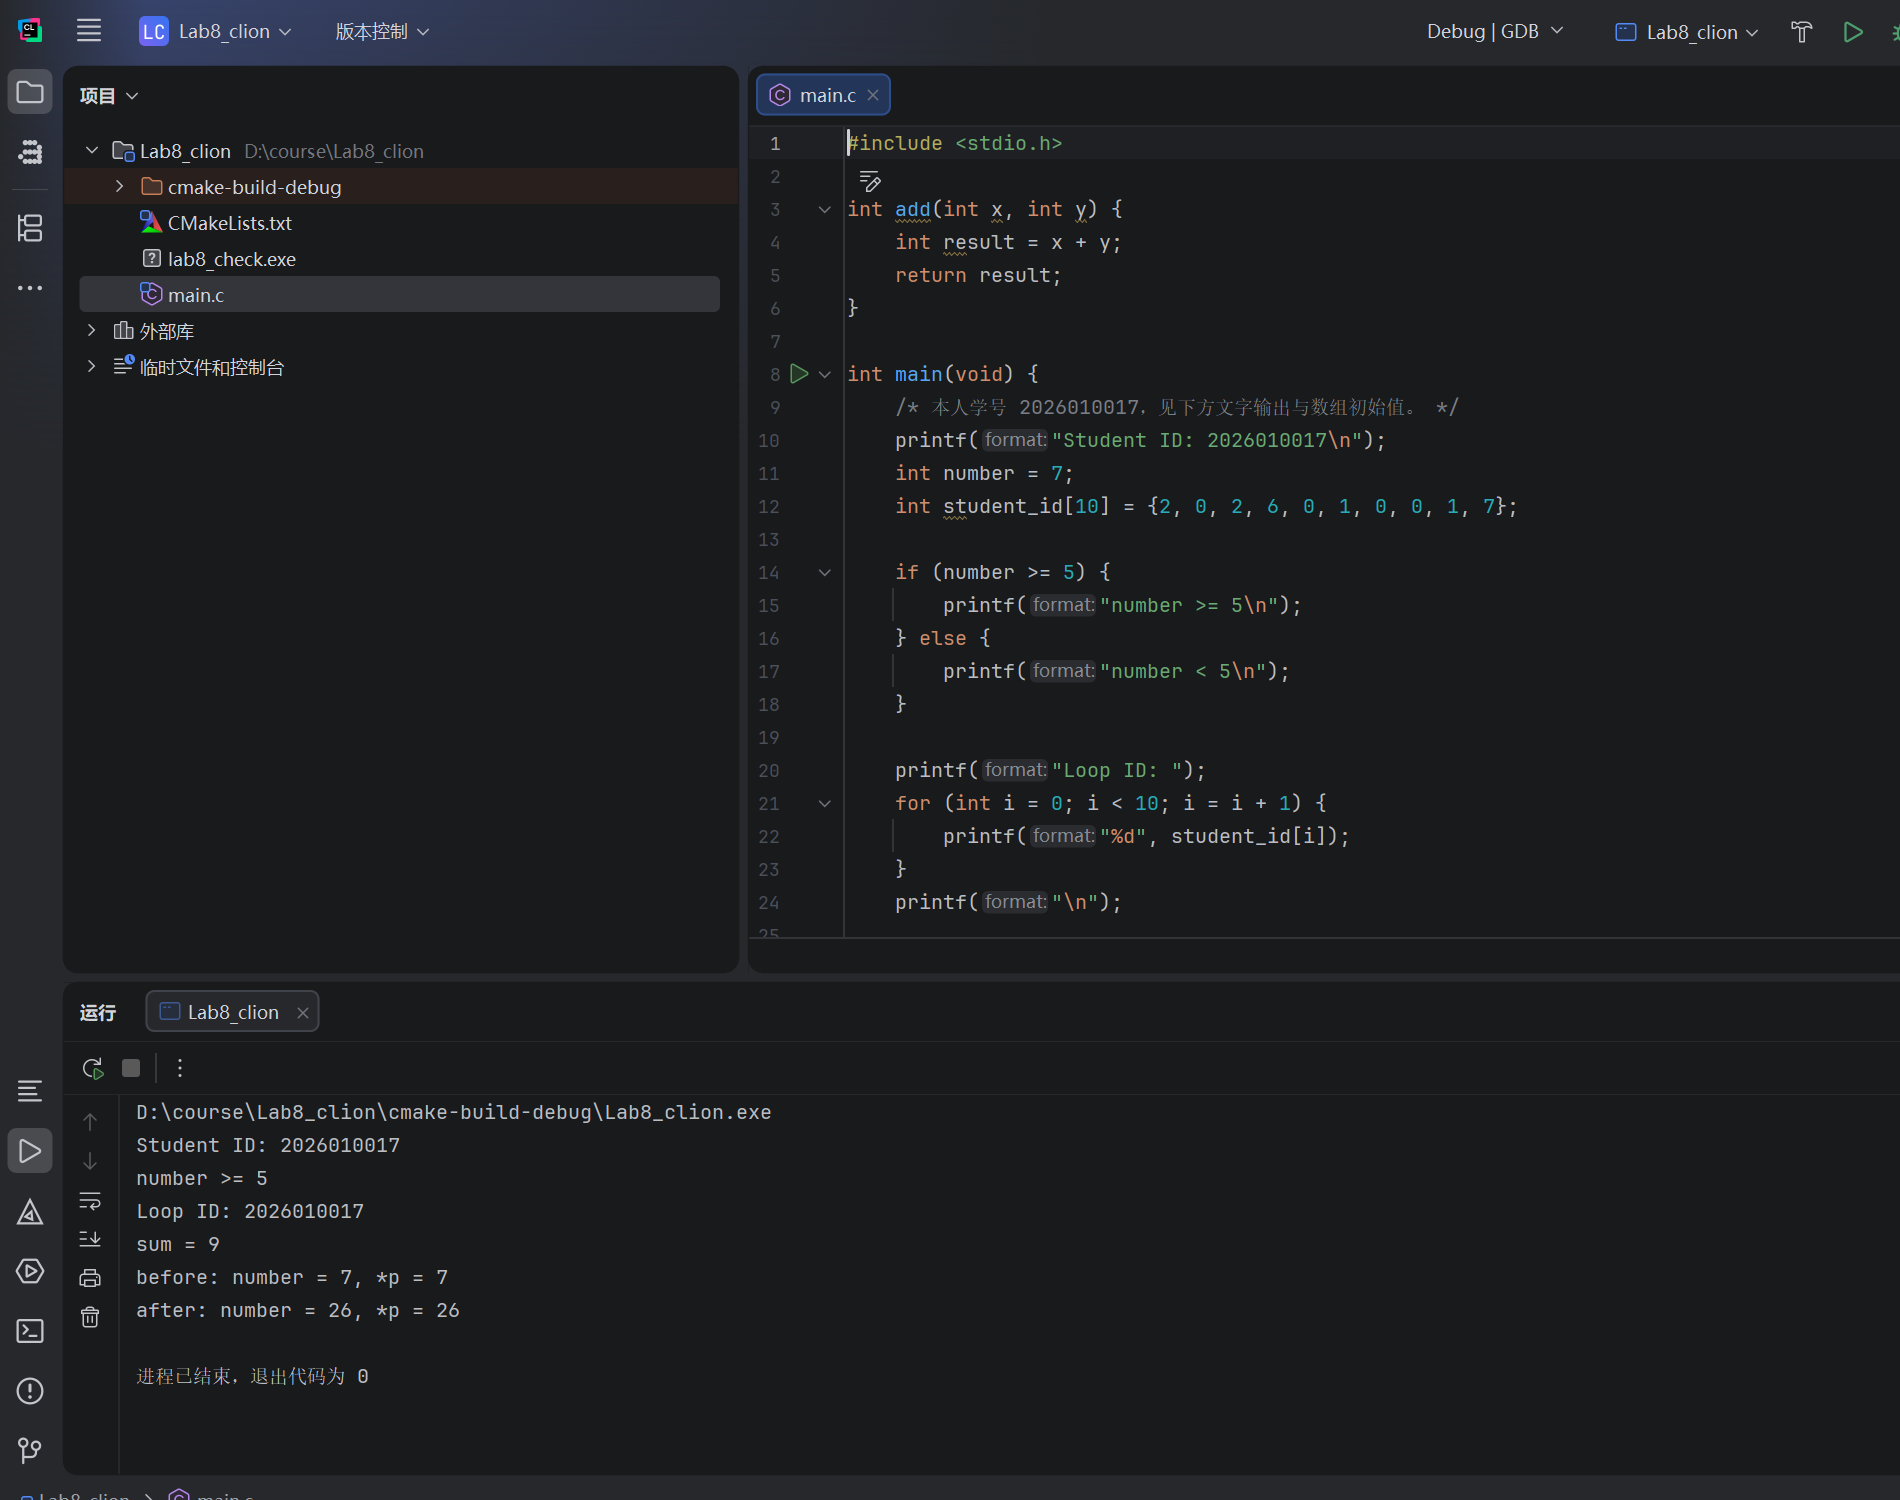 LC Lab8_clion 版本控制 Debug | GDB Lab8_clion
项目
Lab8_clion D:\course\Lab8_clion
cmake-build-debug
CMakeLists.txt
lab8_check.exe
main.c
外部库
临时文件和控制台
main.c
1 #include <stdio.h>
2
3 int add(int x, int y) {
4 int result = x + y;
5 return result;
6 }
7
8 int main(void) {
9 /* 本人学号 2026010017，见下方文字输出与数组初始值。 */
10 printf(format:"Student ID: 2026010017\n");
11 int number = 7;
12 int student_id[10] = {2, 0, 2, 6, 0, 1, 0, 0, 1, 7};
13
14 if (number >= 5) {
15 printf(format:"number >= 5\n");
16 } else {
17 printf(format:"number < 5\n");
18 }
19
20 printf(format:"Loop ID: ");
21 for (int i = 0; i < 10; i = i + 1) {
22 printf(format:"%d", student_id[i]);
23 }
24 printf(format:"\n");
25
运行 Lab8_clion
D:\course\Lab8_clion\cmake-build-debug\Lab8_clion.exe
Student ID: 2026010017
number >= 5
Loop ID: 2026010017
sum = 9
before: number = 7, *p = 7
after: number = 26, *p = 26
进程已结束，退出代码为 0
Lab8_clion main.c